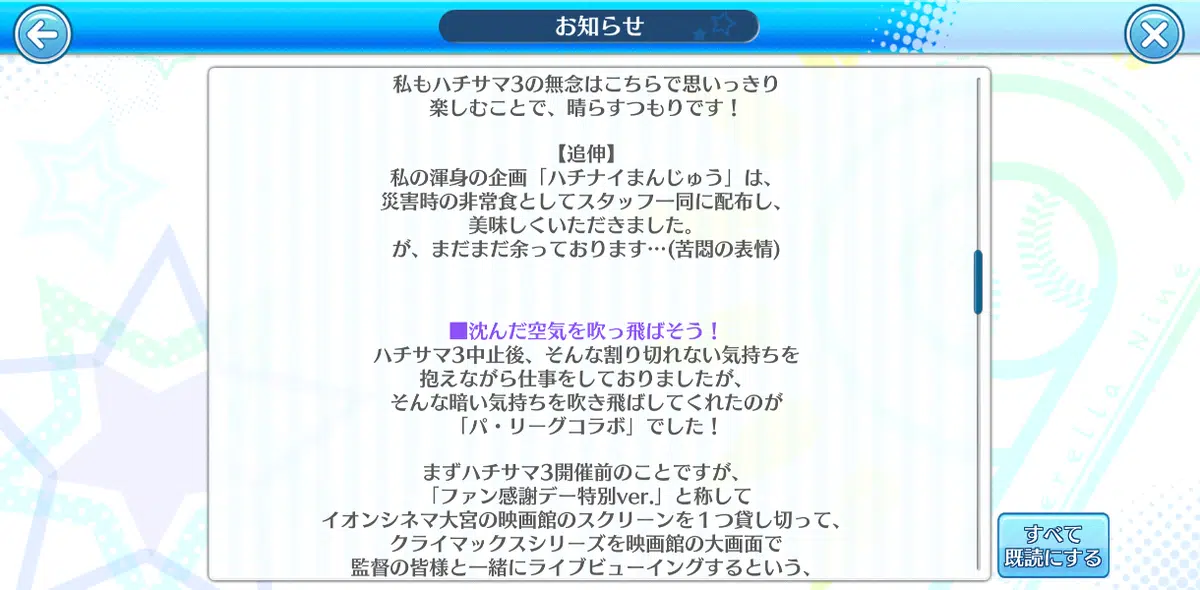 お知らせ
私もハチサマ3の無念はこちらで思いっきり
楽しむことで、晴らすつもりです！
【追伸】
私の渾身の企画「ハチナイまんじゅう」は、
災害時の非常食としてスタッフ一同に配布し、
美味しくいただきました。
が、まだまだ余っております…(苦悶の表情)
■沈んだ空気を吹っ飛ばそう！
ハチサマ3中止後、そんな割り切れない気持ちを
抱えながら仕事をしておりましたが、
そんな暗い気持ちを吹き飛ばしてくれたのが
「パ・リーグコラボ」でした！
まずハチサマ3開催前のことですが、
「ファン感謝デー特別ver.」と称して
イオンシネマ大宮の映画館のスクリーンを１つ貸し切って、
クライマックスシリーズを映画館の大画面で
監督の皆様と一緒にライブビューイングするという、
すべて
既読にする